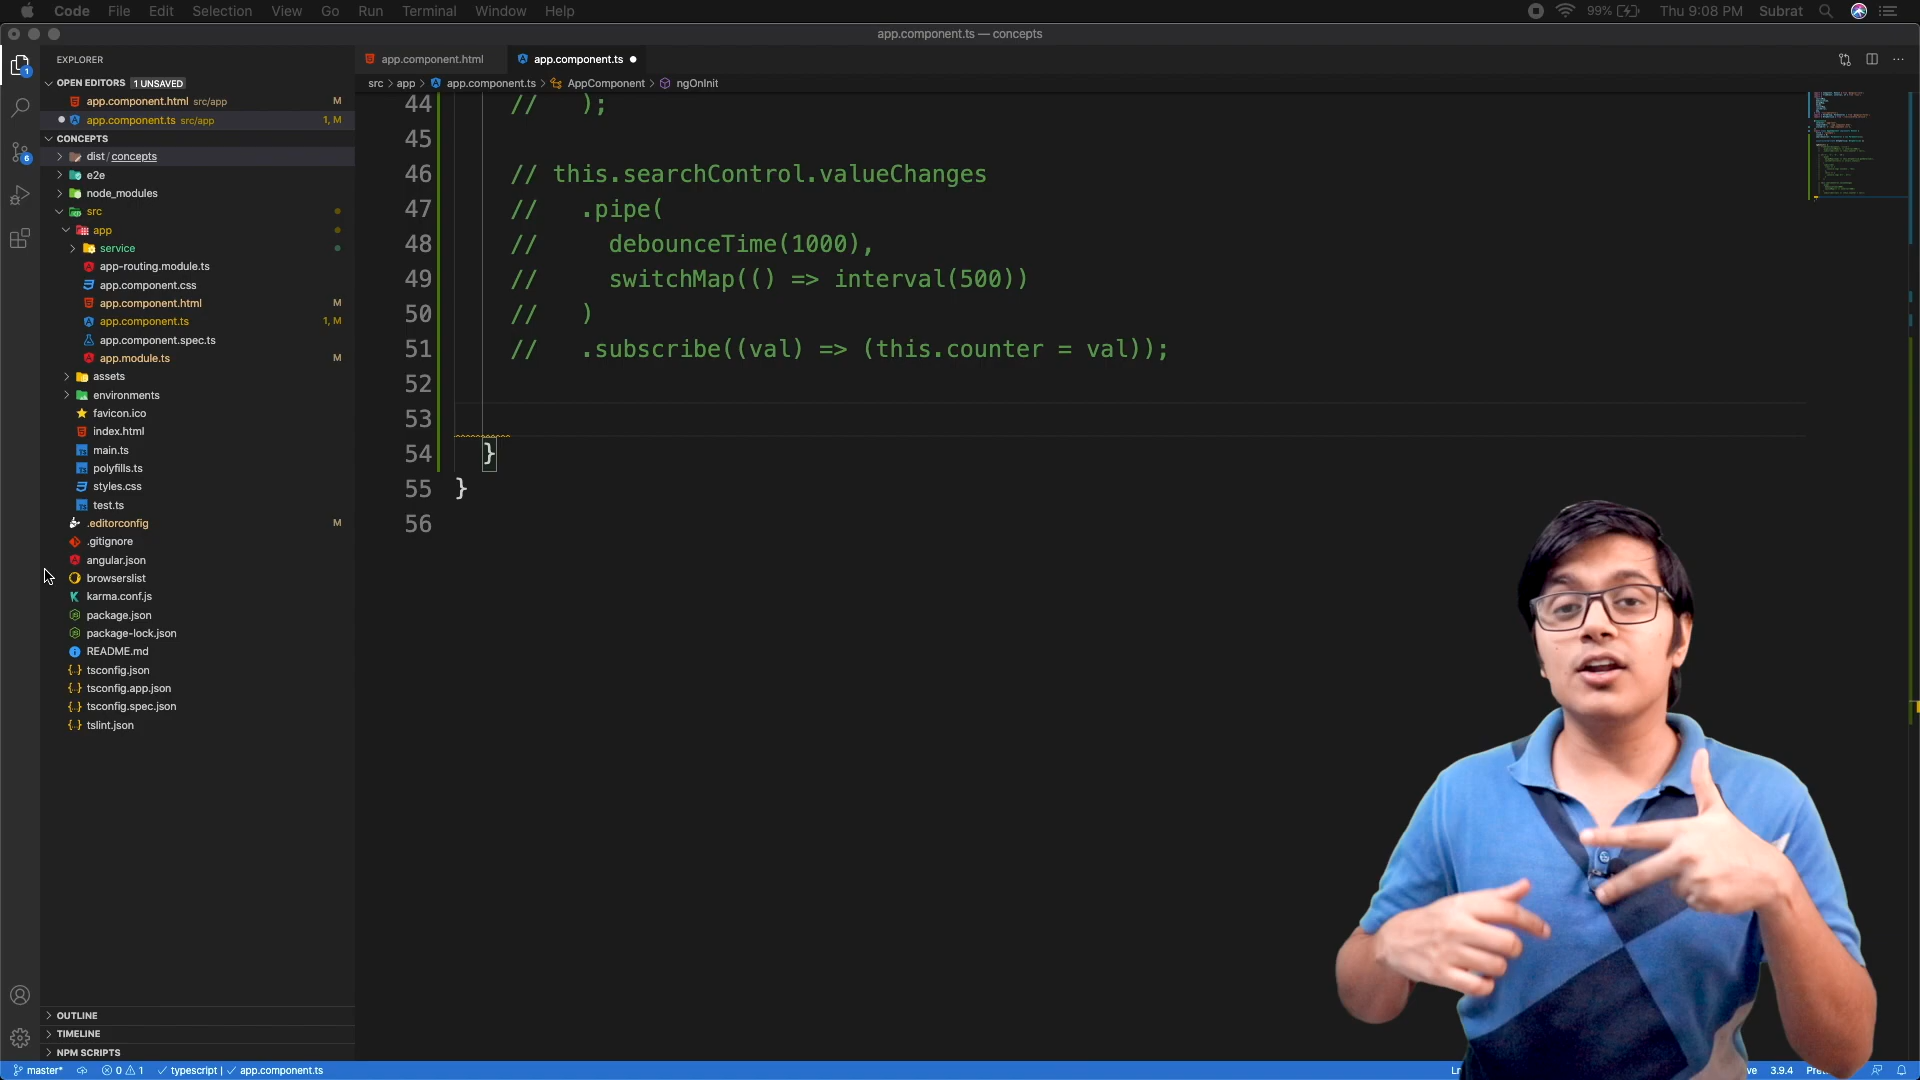 Code File Edit Selection View Go Run Terminal Window Help
99% Thu 9:08 PM Subrat
app.component.ts — concepts
EXPLORER
OPEN EDITORS 1 UNSAVED
app.component.html src/app M
app.component.ts src/app 1, M
CONCEPTS
dist/concepts
e2e
node_modules
src
app
service
app-routing.module.ts
app.component.css
app.component.html M
app.component.ts 1, M
app.component.spec.ts
app.module.ts M
assets
environments
favicon.ico
index.html
main.ts
polyfills.ts
styles.css
test.ts
.editorconfig M
.gitignore
angular.json
browserslist
karma.conf.js
package.json
package-lock.json
README.md
tsconfig.json
tsconfig.app.json
tsconfig.spec.json
tslint.json
OUTLINE
TIMELINE
NPM SCRIPTS
app.component.html app.component.ts
src > app > app.component.ts > AppComponent > ngOnInit
44 // );
45
46 // this.searchControl.valueChanges
47 // .pipe(
48 // debounceTime(1000),
49 // switchMap(() => interval(500))
50 // )
51 // .subscribe((val) => (this.counter = val));
52
53
54 }
55 }
56
1
6
master* 0 1 typescript | app.component.ts
3.9.4